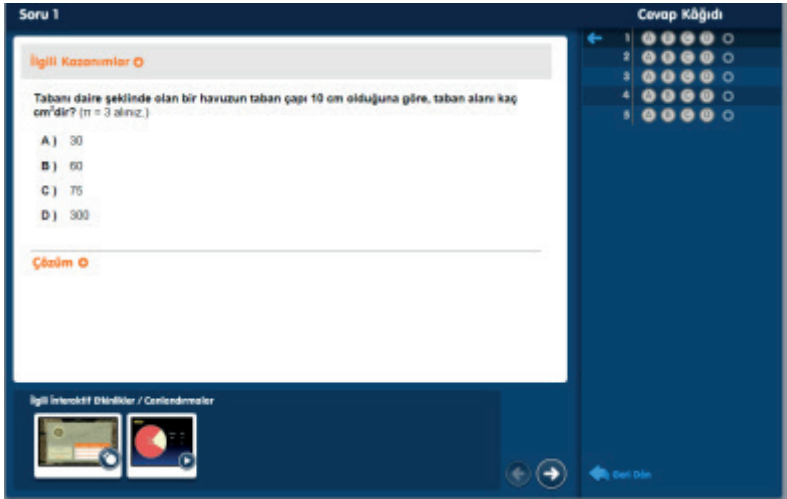 Soru 1
Cevap Kâğıdı
İlgili Kazanımlar
Tabanı daire şeklinde olan bir havuzun taban çapı 10 cm olduğuna göre, taban alanı kaç
cm²dir? (π = 3 alınız.)
A) 30
B) 60
C) 75
D) 300
Çözüm
İlgili İnteraktif Etkinlikler / Canlandırmalar
1 A B C D
2 A B C D
3 A B C D
4 A B C D
5 A B C D
Geri Dön